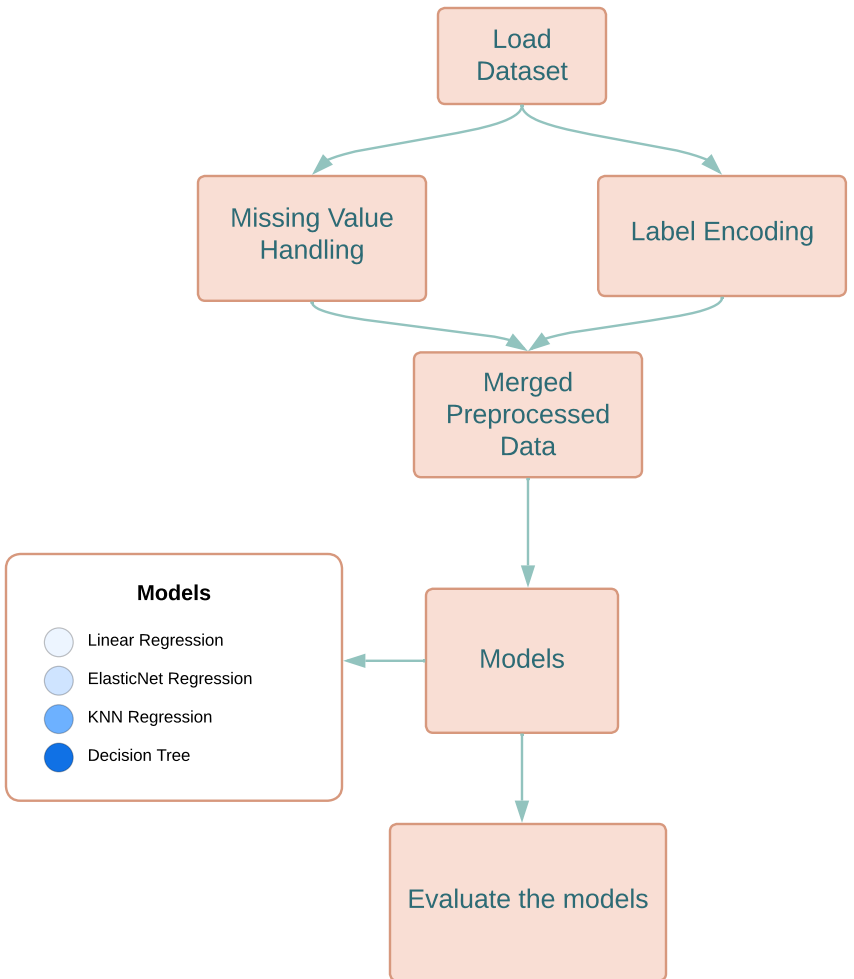 Load
Dataset
Missing Value
Handling
Label Encoding
Merged
Preprocessed
Data
Models
Linear Regression
ElasticNet Regression
KNN Regression
Decision Tree
Models
Evaluate the models